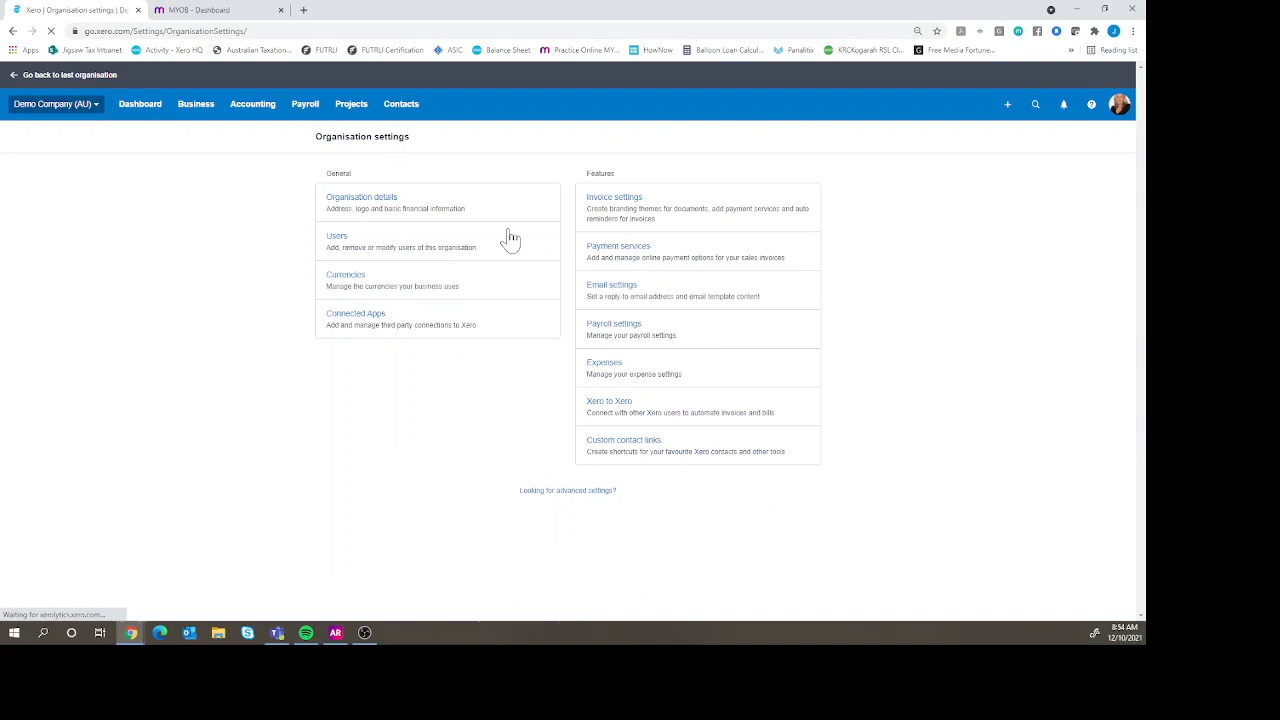 Xero | Organisation settings | De
MYOB - Dashboard
go.xero.com/Settings/OrganisationSettings/
Apps
Jigsaw Tax Intranet
Activity - Xero HQ
Australian Taxation...
FUTRLI
FUTRLI Certification
ASIC
Balance Sheet
Practice Online MY...
HowNow
Balloon Loan Calcul...
Panalitix
KRCKogarah RSL Cl...
Free Media Fortune...
»
Reading list
Go back to last organisation
Demo Company (AU)
Dashboard
Business
Accounting
Payroll
Projects
Contacts
Organisation settings
General
Organisation details
Address, logo and basic financial information
Users
Add, remove or modify users of this organisation
Currencies
Manage the currencies your business uses
Connected Apps
Add and manage third party connections to Xero
Features
Invoice settings
Create branding themes for documents, add payment services and auto
reminders for invoices
Payment services
Add and manage online payment options for your sales invoices
Email settings
Set a reply-to email address and email template content
Payroll settings
Manage your payroll settings
Expenses
Manage your expense settings
Xero to Xero
Connect with other Xero users to automate invoices and bills
Custom contact links
Create shortcuts for your favourite Xero contacts and other tools
Looking for advanced settings?
Waiting for xerolytics.xero.com...
AR
8:54 AM
12/10/2021